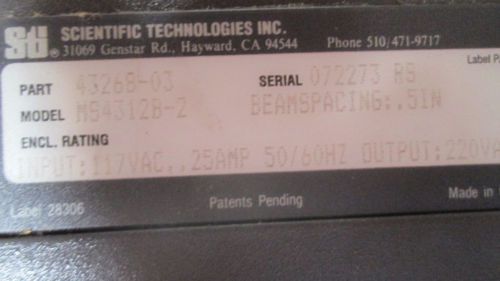 Sti SCIENTIFIC TECHNOLOGIES INC.
® 31069 Genstar Rd., Hayward, CA 94544 Phone 510/471-9717
Label
PART 43268-03 SERIAL 072273 RS
MODEL MS4312B-2 BEAMSPACING:.5IN
ENCL. RATING
INPUT:117VAC,.25AMP 50/60HZ OUTPUT:220VA
Label 28306 Patents Pending Made in